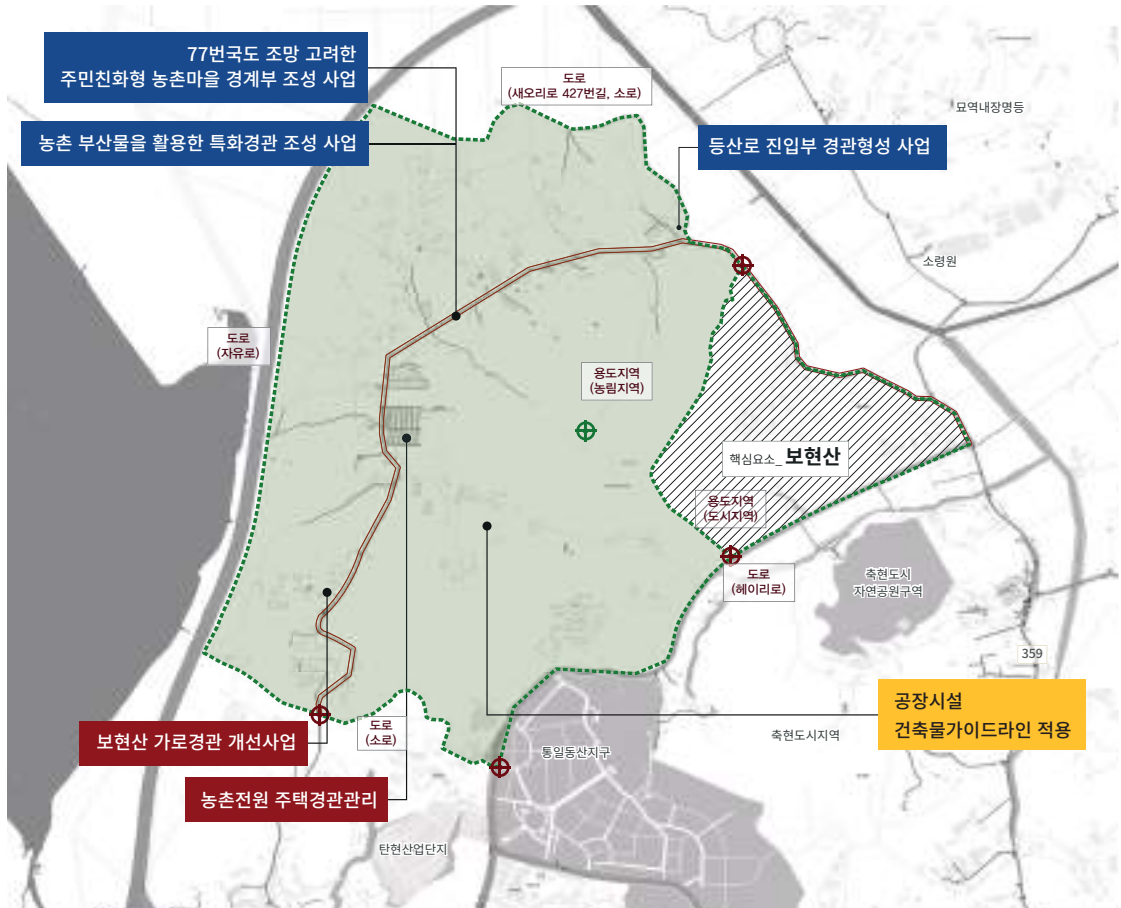 77번국도 조망 고려한
주민친화형 농촌마을 경계부 조성 사업
도로
(새오리로 427번길, 소로)
묘역내장명등
농촌 부산물을 활용한 특화경관 조성 사업
등산로 진입부 경관형성 사업
소령원
도로
(자유로)
용도지역
(농림지역)
핵심요소_ 보현산
용도지역
(도시지역)
도로
(헤이리로)
축현도시
자연공원구역
359
공장시설
건축물가이드라인 적용
보현산 가로경관 개선사업
도로
(소로)
축현도시지역
통일동산지구
농촌전원 주택경관관리
탄현산업단지